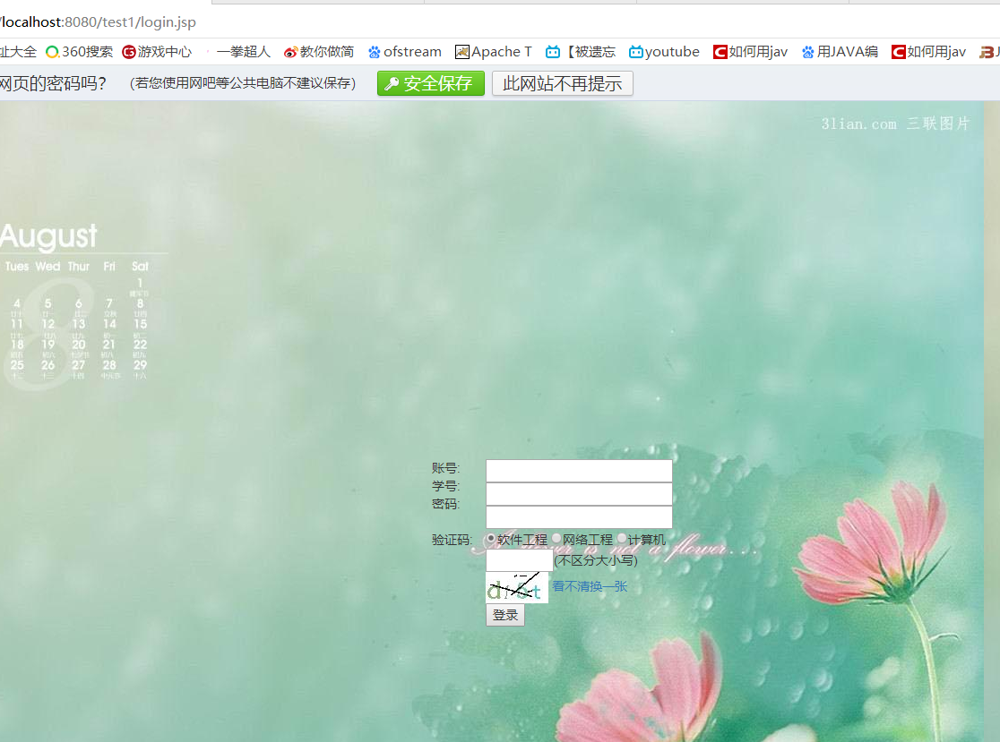 /localhost:8080/test1/login.jsp
址大全 360搜索 游戏中心 一拳超人 教你做简 ofstream Apache T 【被遗忘 youtube 如何用jav 用JAVA编 如何用jav
网页的密码吗？ （若您使用网吧等公共电脑不建议保存） 安全保存 此网站不再提示
3lian.com 三联图片
August
Tues Wed Thur Fri Sat
1
4 5 6 7 8
11 12 13 14 15
18 19 20 21 22
25 26 27 28 29
账号:
学号:
密码:
验证码: 软件工程 网络工程 计算机
is not a flower...
(不区分大小写)
看不清换一张
登录